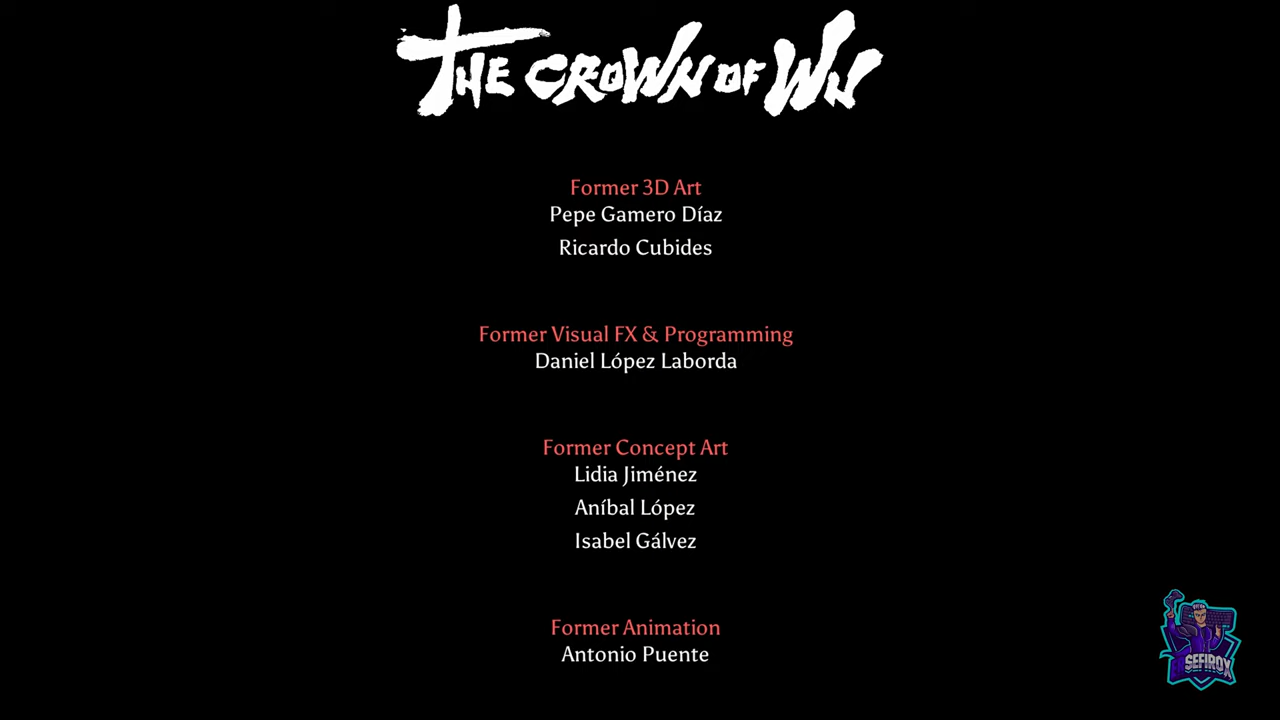 THE CROWN OF WU
Former 3D Art
Pepe Gamero Díaz
Ricardo Cubides
Former Visual FX & Programming
Daniel López Laborda
Former Concept Art
Lidia Jiménez
Aníbal López
Isabel Gálvez
Former Animation
Antonio Puente
SEFIROX